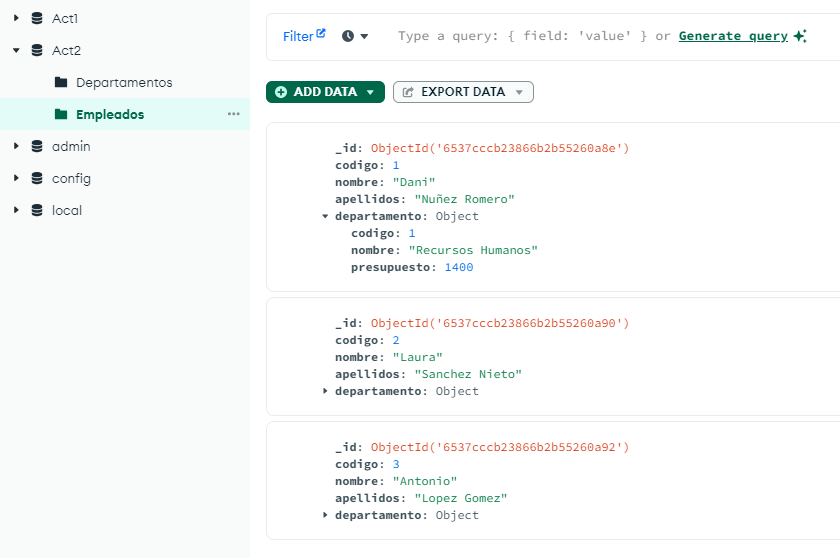 Act1
Act2
Departamentos
Empleados
admin
config
local
Filter
Type a query: { field: 'value' } or Generate query
ADD DATA
EXPORT DATA
_id: ObjectId('6537cccb23866b2b55260a8e')
codigo: 1
nombre: "Dani"
apellidos: "Nuñez Romero"
departamento: Object
codigo: 1
nombre: "Recursos Humanos"
presupuesto: 1400
_id: ObjectId('6537cccb23866b2b55260a90')
codigo: 2
nombre: "Laura"
apellidos: "Sanchez Nieto"
departamento: Object
_id: ObjectId('6537cccb23866b2b55260a92')
codigo: 3
nombre: "Antonio"
apellidos: "Lopez Gomez"
departamento: Object